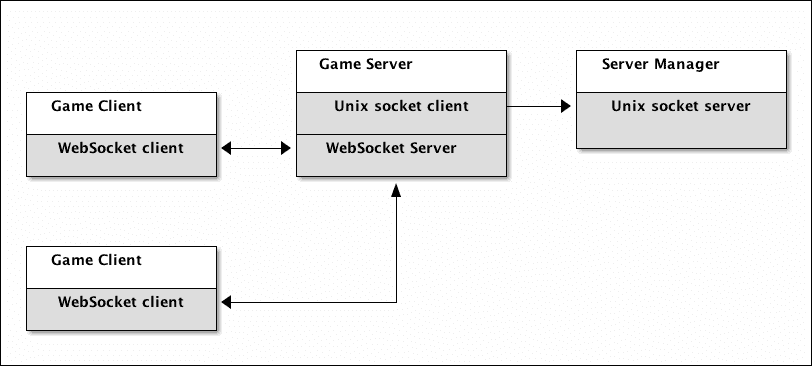 Game Server
Unix socket client
WebSocket Server
Server Manager
Unix socket server
Game Client
WebSocket client
Game Client
WebSocket client